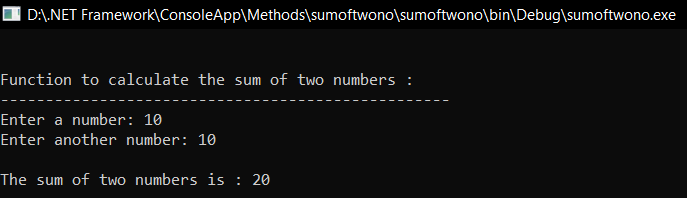 D:\.NET Framework\ConsoleApp\Methods\sumoftwono\sumoftwono\bin\Debug\sumoftwono.exe
Function to calculate the sum of two numbers :
--------------------------------------------------
Enter a number: 10
Enter another number: 10
The sum of two numbers is : 20